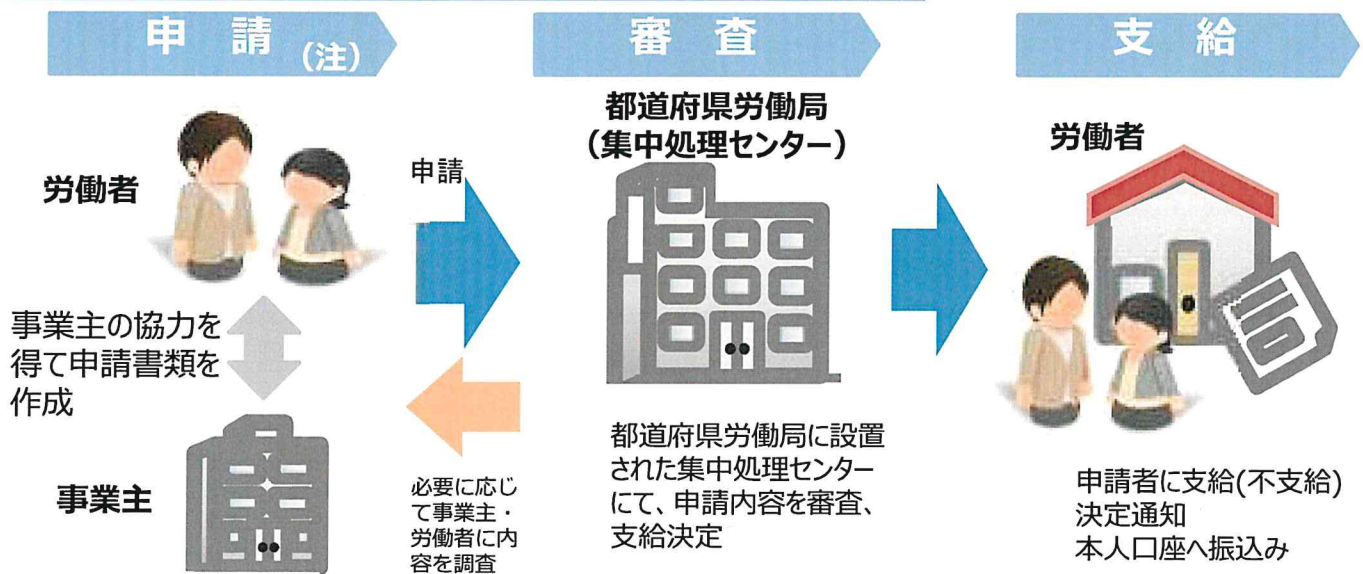 申 請 (注)
審 査
支 給
労働者
事業主の協力を
得て申請書類を
作成
事業主
申請
必要に応じ
て事業主・
労働者に内
容を調査
都道府県労働局
(集中処理センター)
都道府県労働局に設置
された集中処理センター
にて、申請内容を審査、
支給決定
労働者
申請者に支給(不支給)
決定通知
本人口座へ振込み